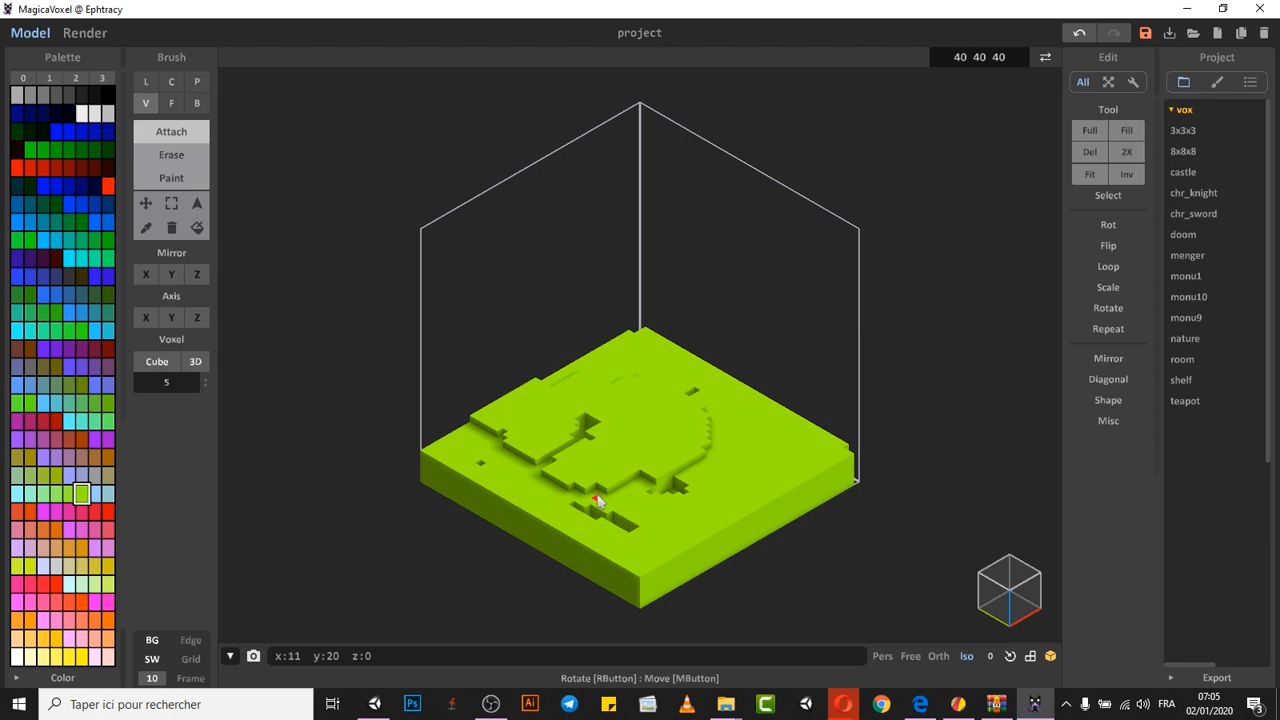 MagicaVoxel @ Ephtracy
Model Render
project
Palette
Brush
40 40 40
Edit
Project
0 1 2 3
L C P
V F B
Attach
Erase
Paint
Mirror
X Y Z
Axis
X Y Z
Voxel
Cube 3D
5
All
Tool
Full Fill
Del 2X
Fit Inv
Select
Rot
Flip
Loop
Scale
Rotate
Repeat
Mirror
Diagonal
Shape
Misc
vox
3x3x3
8x8x8
castle
chr_knight
chr_sword
doom
menger
monu1
monu10
monu9
nature
room
shelf
teapot
BG Edge
SW Grid
10 Frame
Color
x:11 y:20 z:0
Pers Free Orth Iso 0
Rotate [RButton] : Move [MButton]
Export
Taper ici pour rechercher
Ps
Ai
FRA
07:05
02/01/2020
3